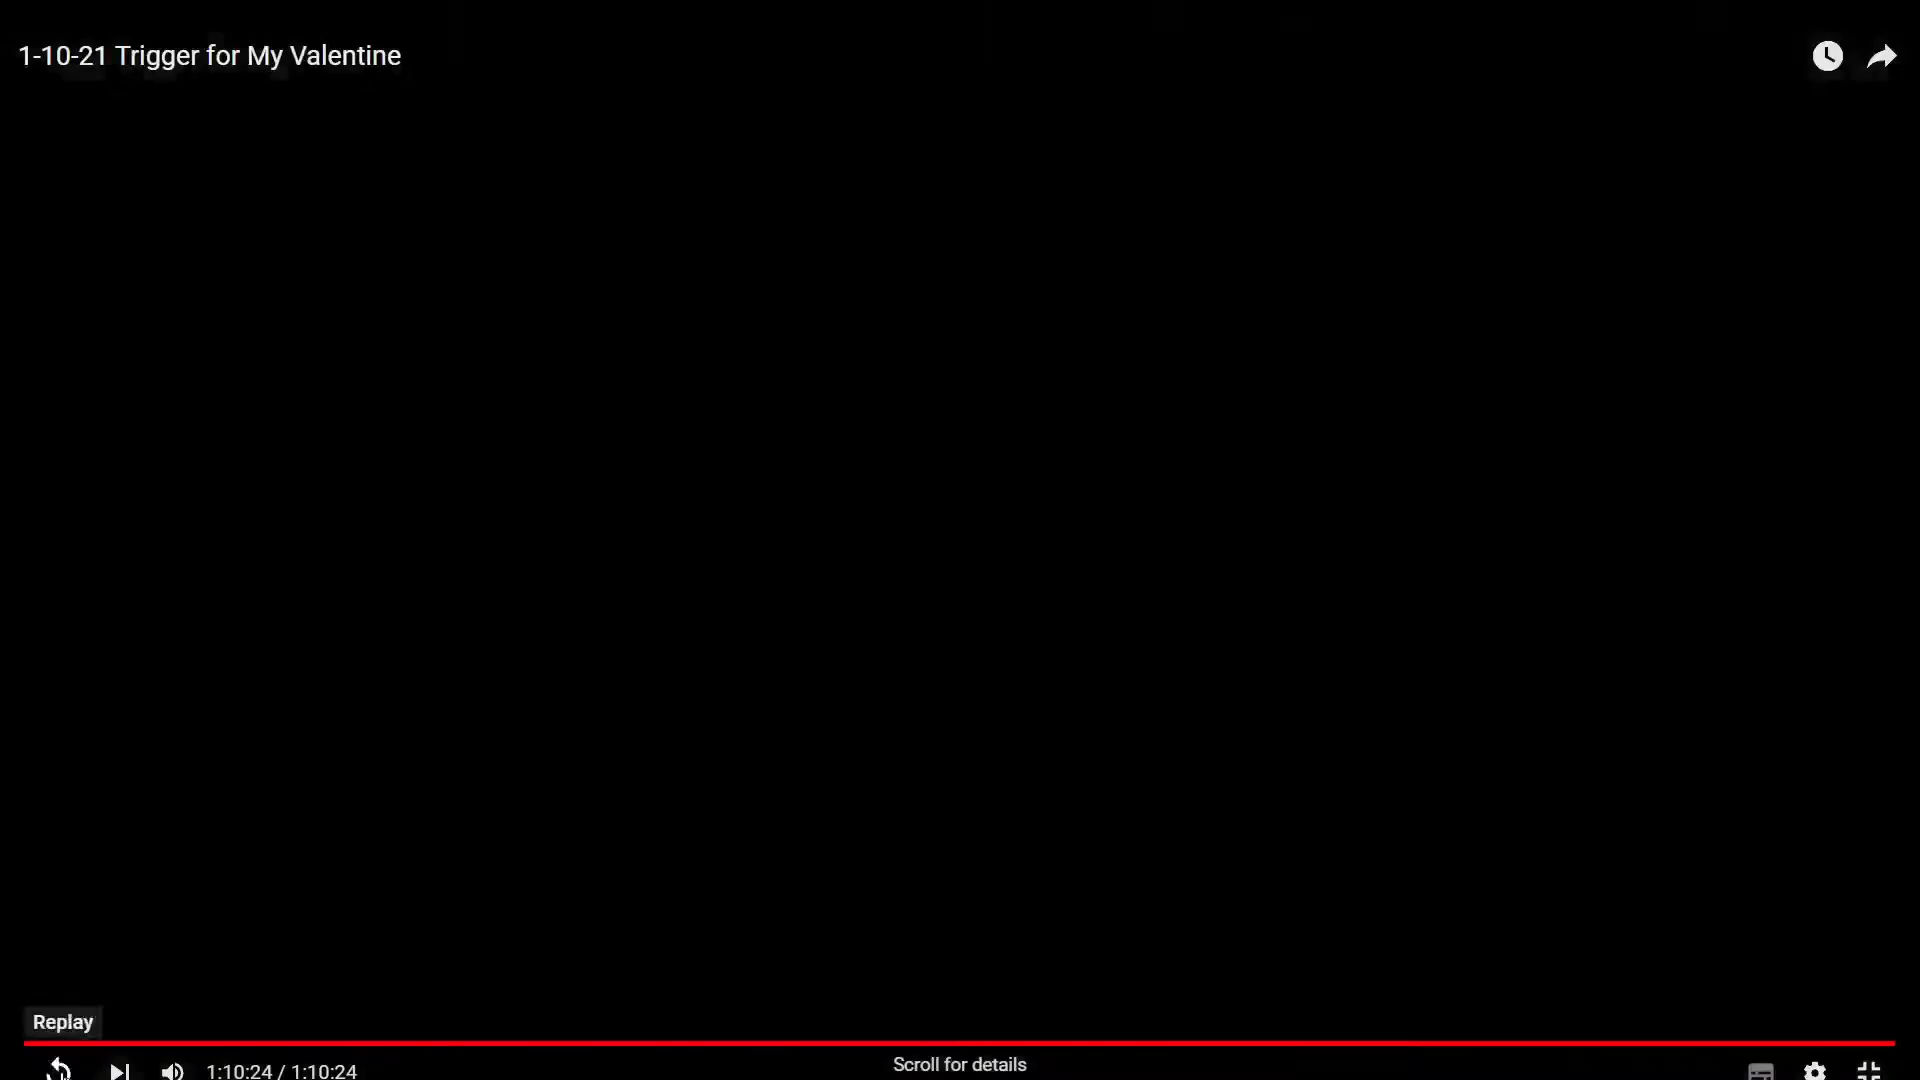 1-10-21 Trigger for My Valentine
Replay
Scroll for details
1:10:24 / 1:10:24